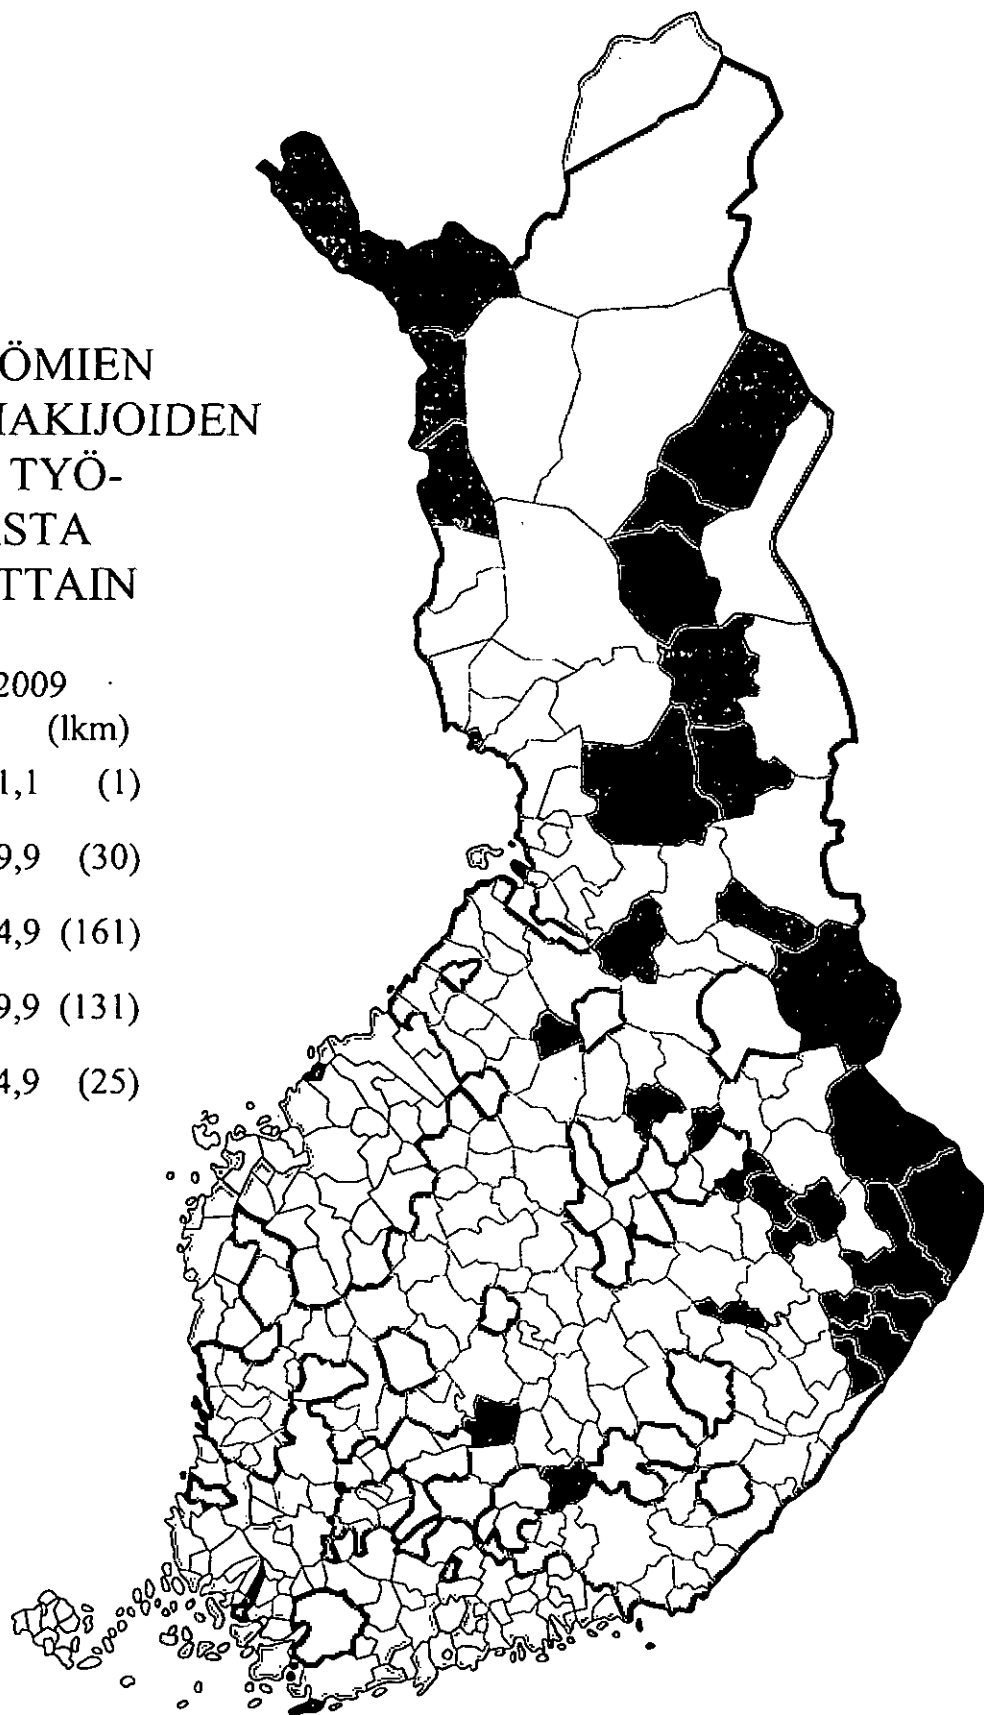 ÖMIEN
HAKIJOIDEN
TYÖ-
STA
TTAIN
2009
(lkm)
1,1 (1)
9,9 (30)
4,9 (161)
9,9 (131)
4,9 (25)